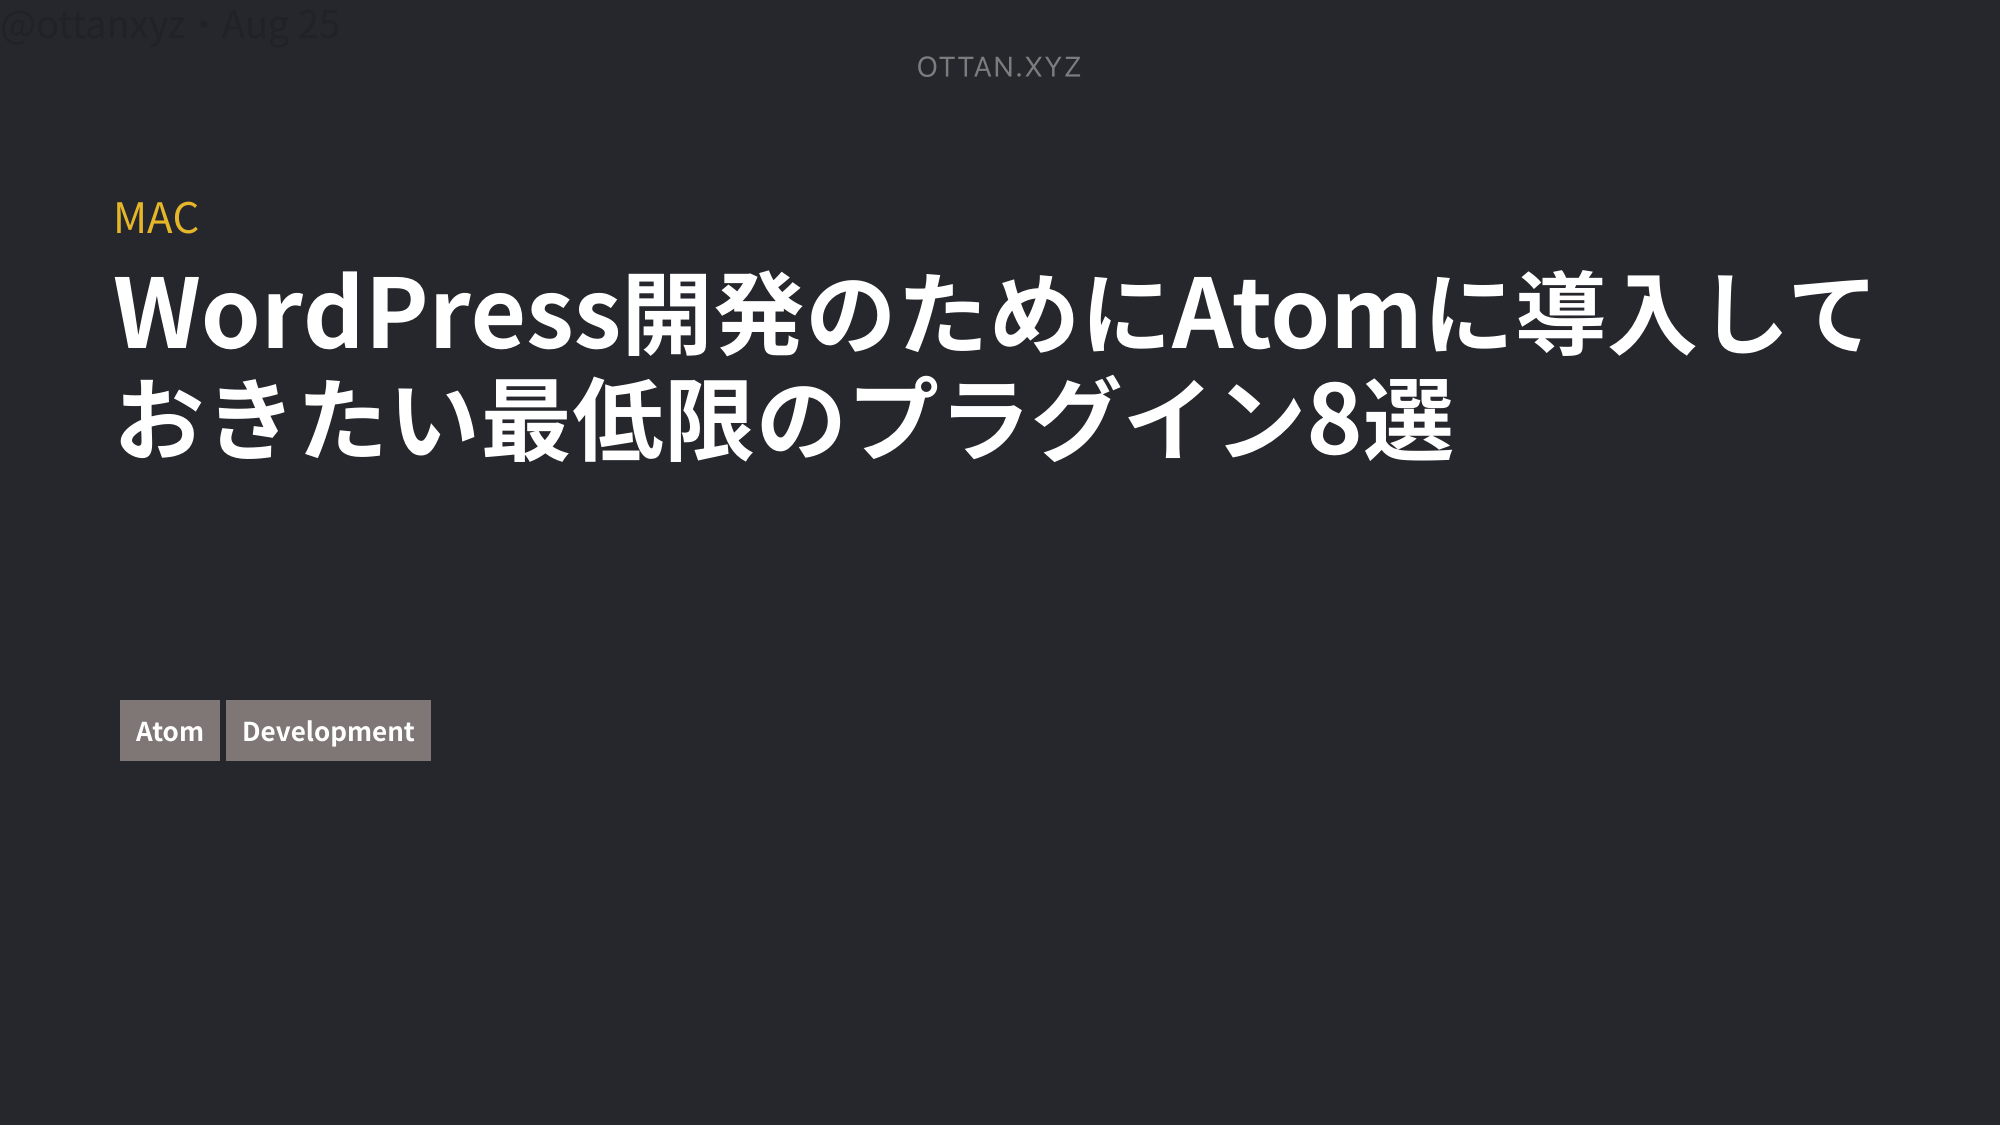 @ottanxyz・Aug 25
OTTAN.XYZ
MAC
WordPress開発のためにAtomに導入して
おきたい最低限のプラグイン8選
Atom Development